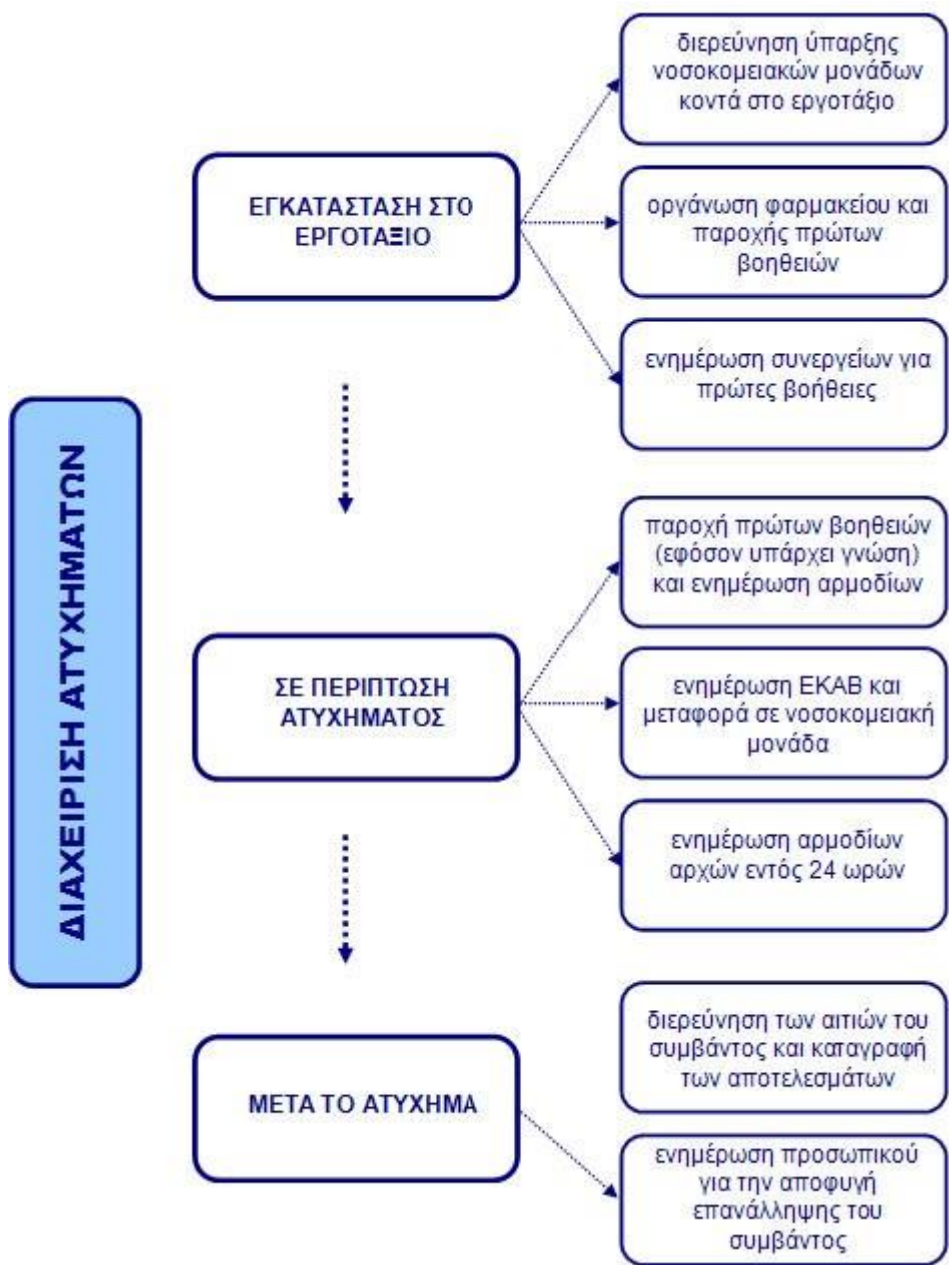 ΔΙΑΧΕΙΡΙΣΗ ΑΤΥΧΗΜΑΤΩΝ
ΕΓΚΑΤΑΣΤΑΣΗ ΣΤΟ
ΕΡΓΟΤΑΞΙΟ
διερεύνηση ύπαρξης
νοσοκομειακών μονάδων
κοντά στο εργοτάξιο
οργάνωση φαρμακείου και
παροχής πρώτων
βοηθειών
ενημέρωση συνεργείων για
πρώτες βοήθειες
ΣΕ ΠΕΡΙΠΤΩΣΗ
ΑΤΥΧΗΜΑΤΟΣ
παροχή πρώτων βοηθειών
(εφόσον υπάρχει γνώση)
και ενημέρωση αρμοδίων
ενημέρωση ΕΚΑΒ και
μεταφορά σε νοσοκομειακή
μονάδα
ενημέρωση αρμοδίων
αρχών εντός 24 ωρών
ΜΕΤΑ ΤΟ ΑΤΥΧΗΜΑ
διερεύνηση των αιτιών του
συμβάντος και καταγραφή
των αποτελεσμάτων
ενημέρωση προσωπικού
για την αποφυγή
επανάλληψης του
συμβάντος